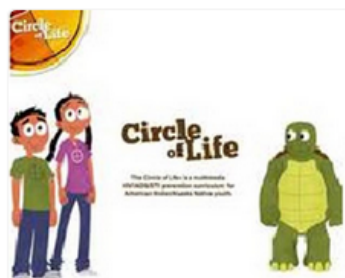 Circle
of Life
Circle
of Life
The Circle of Life is a multimedia
HIV/AIDS/STI prevention curriculum for
American Indian/Alaska Native youth.